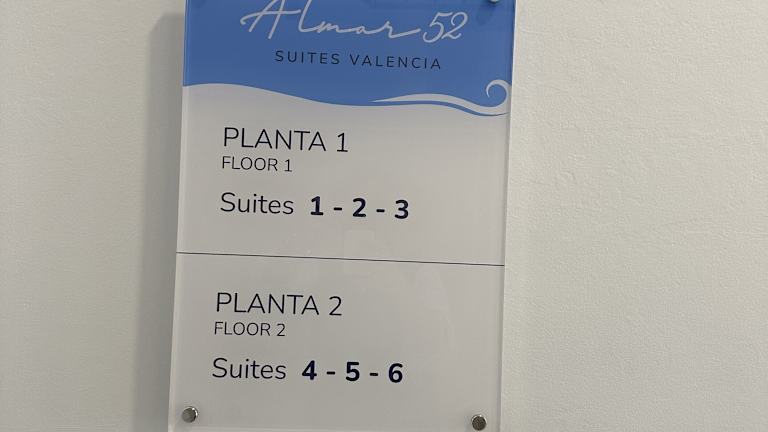 Almar 52
SUITES VALENCIA
PLANTA 1
FLOOR 1
Suites 1 - 2 - 3
PLANTA 2
FLOOR 2
Suites 4 - 5 - 6